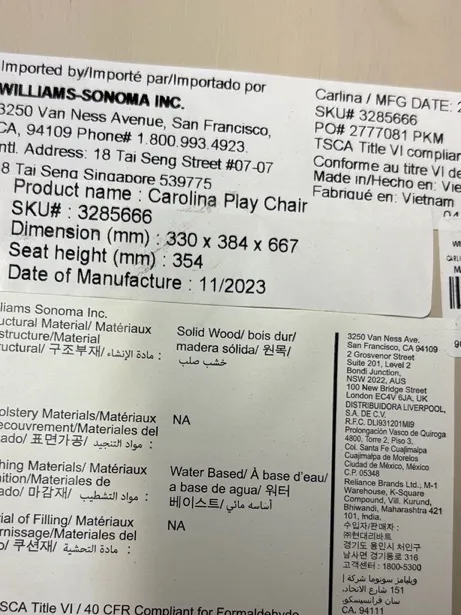 Imported by/Importé par/Importado por
WILLIAMS-SONOMA INC.
3250 Van Ness Avenue, San Francisco,
CA, 94109 Phone# 1.800.993.4923.
Intl. Address: 18 Tai Seng Street #07-07
8 Tai Seng Singapore 539775
Carlina / MFG DATE: 2
SKU# 3285666
PO# 2777081 PKM
TSCA Title VI complian
Conforme au titre VI de
Made in/Hecho en: Vie
Fabriqué en: Vietnam
04
Product name : Carolina Play Chair
SKU# : 3285666
Dimension (mm) : 330 x 384 x 667
Seat height (mm) : 354
Date of Manufacture : 11/2023
lliams Sonoma Inc.
uctural Material/ Matériaux
structure/Material
ructural/ 구조부재/ مادة الإنشاء :
Solid Wood/ bois dur/
madera sólida/ 원목/
خشب صلب
olstery Materials/Matériaux
ecouvrement/Materiales del
ado/ 표면가공/ مواد التنجيد :
NA
hing Materials/ Matériaux
nition/Materiales de
ado/ 마감재/ مواد التشطيب :
Water Based/ À base d'eau/
a base de agua/ 워터
베이스트/ أساسه مائي
ial of Filling/ Matériaux
rnissage/Materiales del
o/ 쿠션재/ مادة التحشية :
NA
TSCA Title VI / 40 CFR Compliant for Formaldehyde
3250 Van Ness Ave.
San Francisco, CA 94109
2 Grosvenor Street
Suite 201, Level 2
Bondi Junction,
NSW 2022, AUS
100 New Bridge Street
London EC4V 6JA, UK
DISTRIBUIDORA LIVERPOOL,
S.A. DE C.V.
R.F.C. DLI931201MI9
Prolongación Vasco de Quiroga
4800, Torre 2, Piso 3,
Col. Santa Fe Cuajimalpa
Cuajimalpa de Morelos
Ciudad de México, México
C.P. 05348
Reliance Brands Ltd., M-1
Warehouse, K-Square
Compound, Vill. Kurund,
Bhiwandi, Maharashtra 421
101, India.
수입자/판매자 :
㈜현대리바트
경기도 용인시 처인구
남사면 경기동로 316
고객센터 : 1800-5300
ويليامز سونوما شركة |
151 شارع الاتحاد،
سان فرانسيسكو،